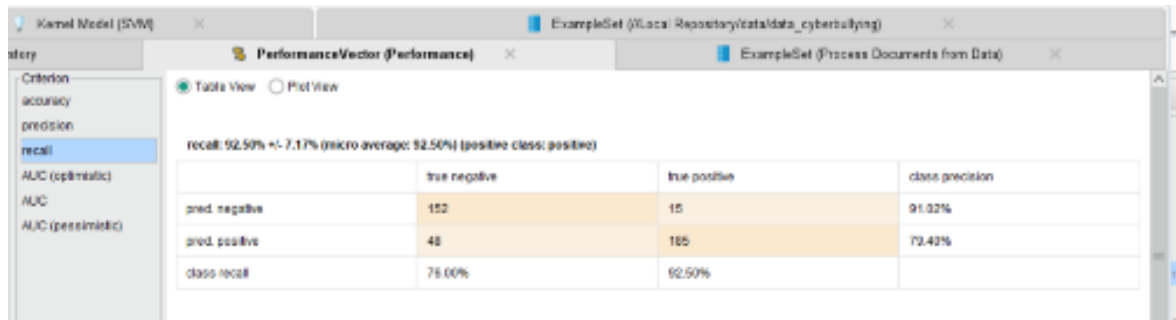 Kernel Model (SVM)
ExampleSet (//Local Repository/data/data_cyberbullying)
story
PerformanceVector (Performance)
ExampleSet (Process Documents from Data)
Criterion
accuracy
precision
recall
AUC (optimistic)
AUC
AUC (pessimistic)
Table View
Plot View
recall: 92.50% +/- 7.17% (micro average: 92.50%) (positive class: positive)
true negative true positive class precision
pred. negative 152 15 91.02%
pred. positive 48 185 79.40%
class recall 76.00% 92.50%